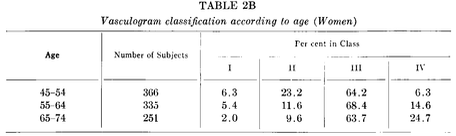 TABLE 2B
Vasculogram classification according to age (Women)
Per cent in Class
Age Number of Subjects
I II III IV
45–54 366 6.3 23.2 64.2 6.3
55–64 335 5.4 11.6 68.4 14.6
65–74 251 2.0 9.6 63.7 24.7